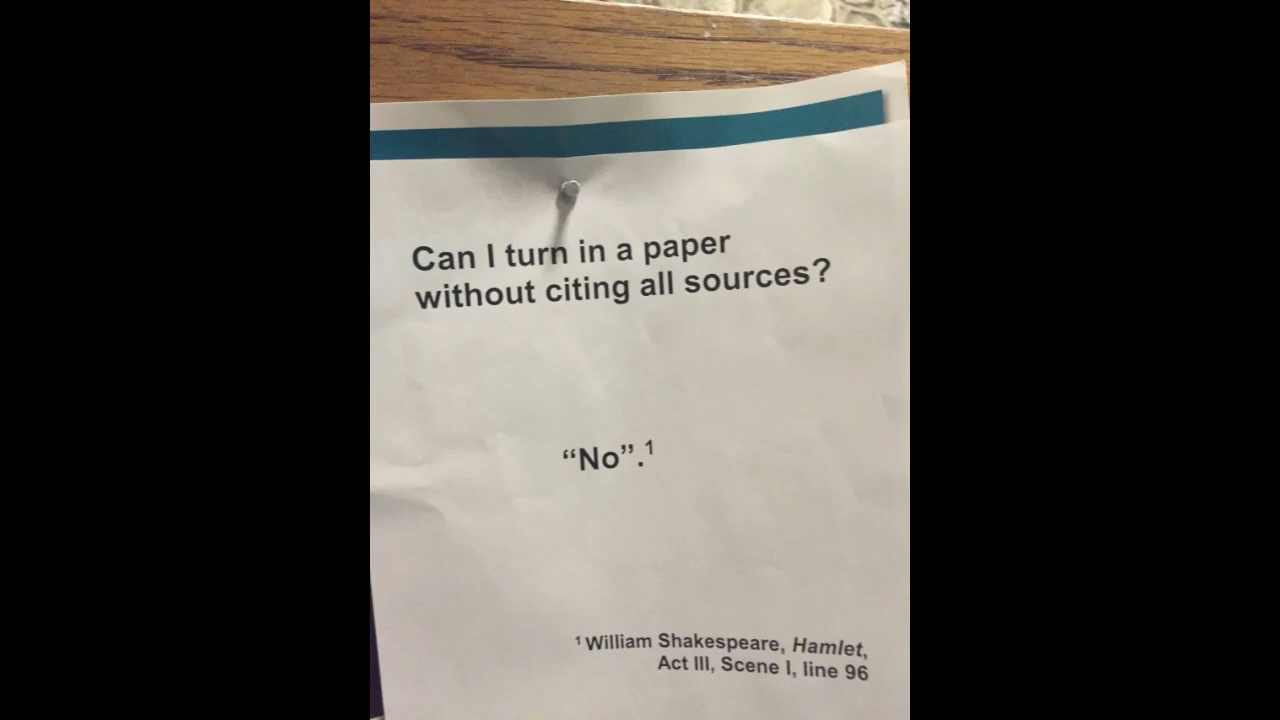 Can I turn in a paper
without citing all sources?
“No”.¹
¹ William Shakespeare, Hamlet,
Act III, Scene I, line 96